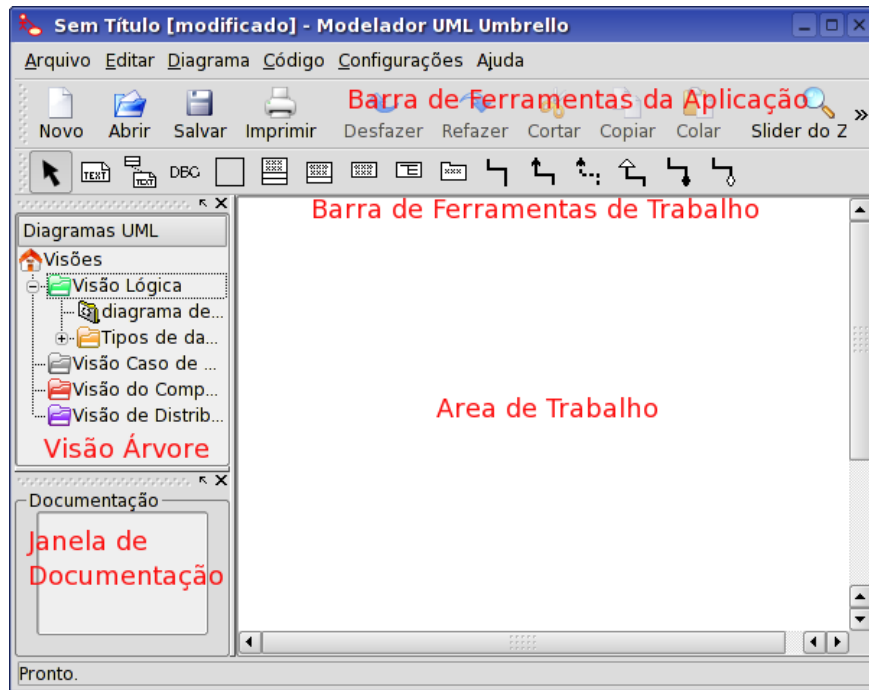 Sem Título [modificado] - Modelador UML Umbrello
Arquivo Editar Diagrama Código Configurações Ajuda
Barra de Ferramentas da Aplicação
Novo Abrir Salvar Imprimir Desfazer Refazer Cortar Copiar Colar Slider do Z
TEXT TEXT DBC
Barra de Ferramentas de Trabalho
Diagramas UML
Visões
Visão Lógica
diagrama de...
Tipos de da...
Visão Caso de ...
Visão do Comp...
Visão de Distrib...
Visão Árvore
Area de Trabalho
Documentação
Janela de
Documentação
Pronto.